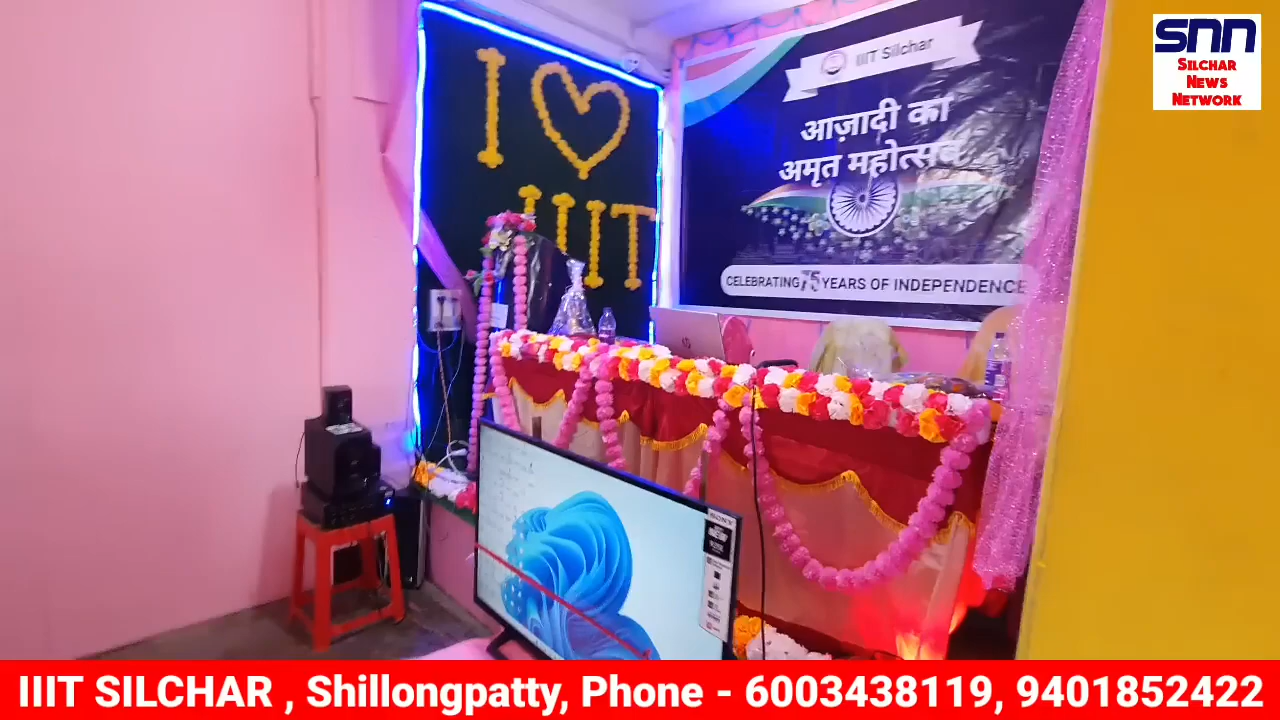 SNN
SILCHAR
NEWS
NETWORK
I
IIIT
IIIT Silchar
आज़ादी का
अमृत महोत्सव
CELEBRATING 75 YEARS OF INDEPENDENCE
hp
IIIT SILCHAR , Shillongpatty, Phone - 6003438119, 9401852422